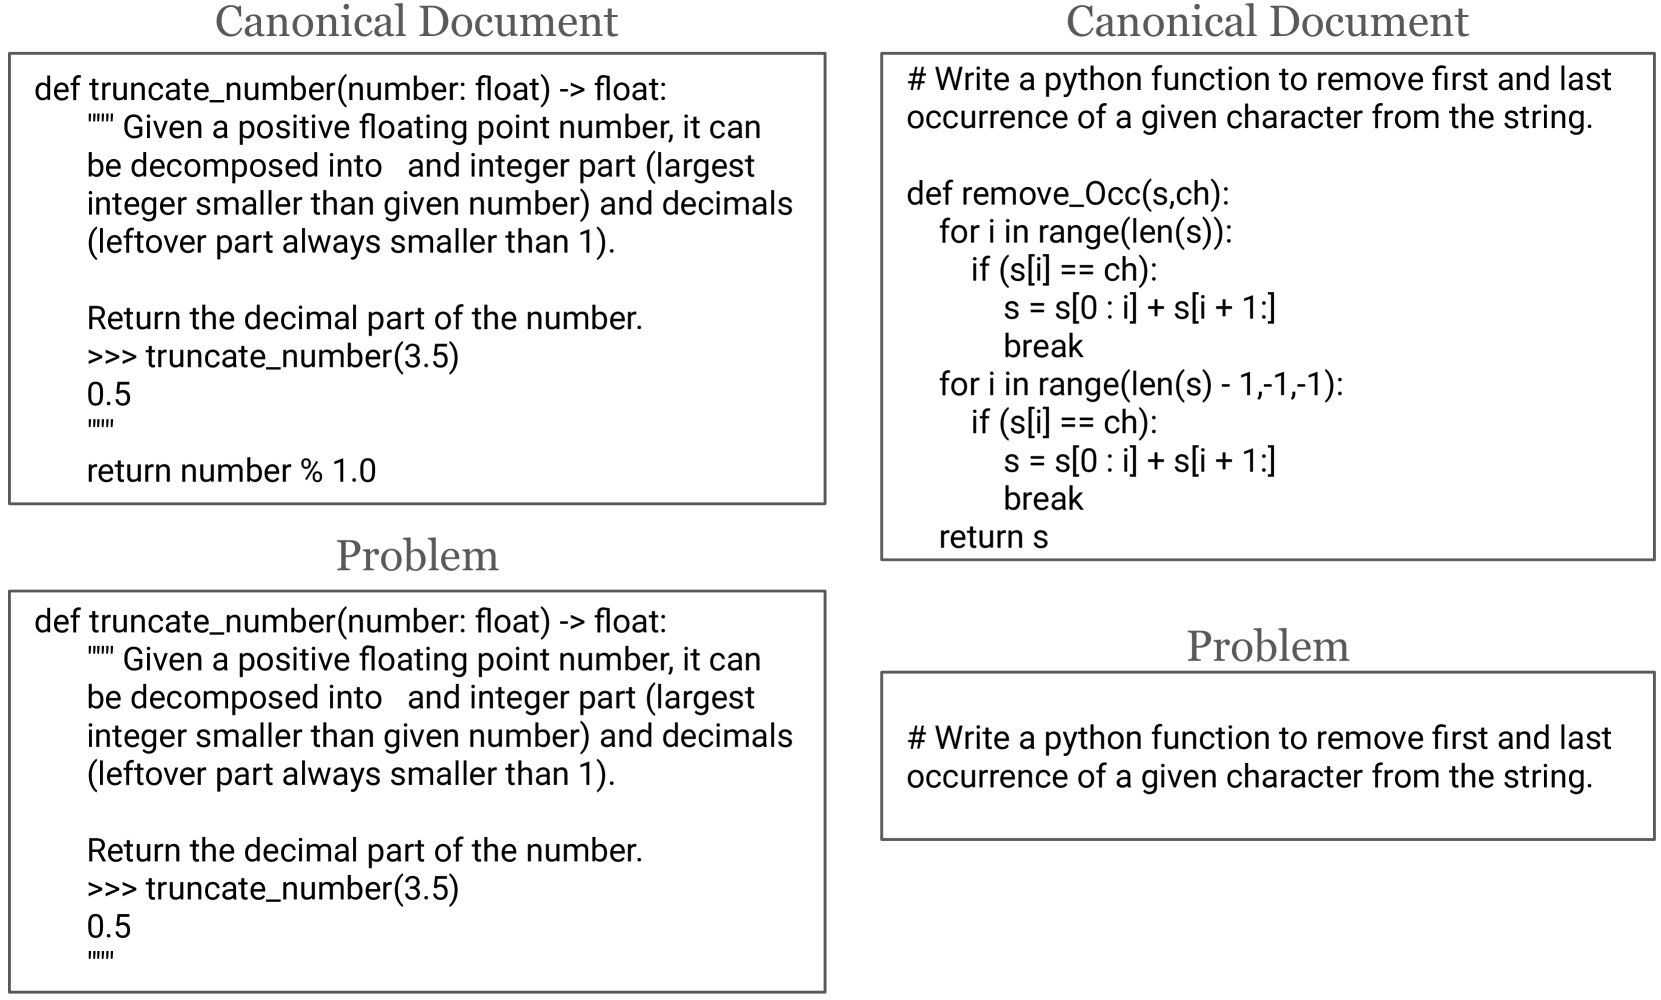 Canonical Document
def truncate_number(number: float) -> float:
""" Given a positive floating point number, it can
be decomposed into   and integer part (largest
integer smaller than given number) and decimals
(leftover part always smaller than 1).
Return the decimal part of the number.
>>> truncate_number(3.5)
0.5
"""
return number % 1.0
Problem
def truncate_number(number: float) -> float:
""" Given a positive floating point number, it can
be decomposed into   and integer part (largest
integer smaller than given number) and decimals
(leftover part always smaller than 1).
Return the decimal part of the number.
>>> truncate_number(3.5)
0.5
"""
Canonical Document
# Write a python function to remove first and last
occurrence of a given character from the string.
def remove_Occ(s,ch):
for i in range(len(s)):
if (s[i] == ch):
s = s[0 : i] + s[i + 1:]
break
for i in range(len(s) - 1,-1,-1):
if (s[i] == ch):
s = s[0 : i] + s[i + 1:]
break
return s
Problem
# Write a python function to remove first and last
occurrence of a given character from the string.